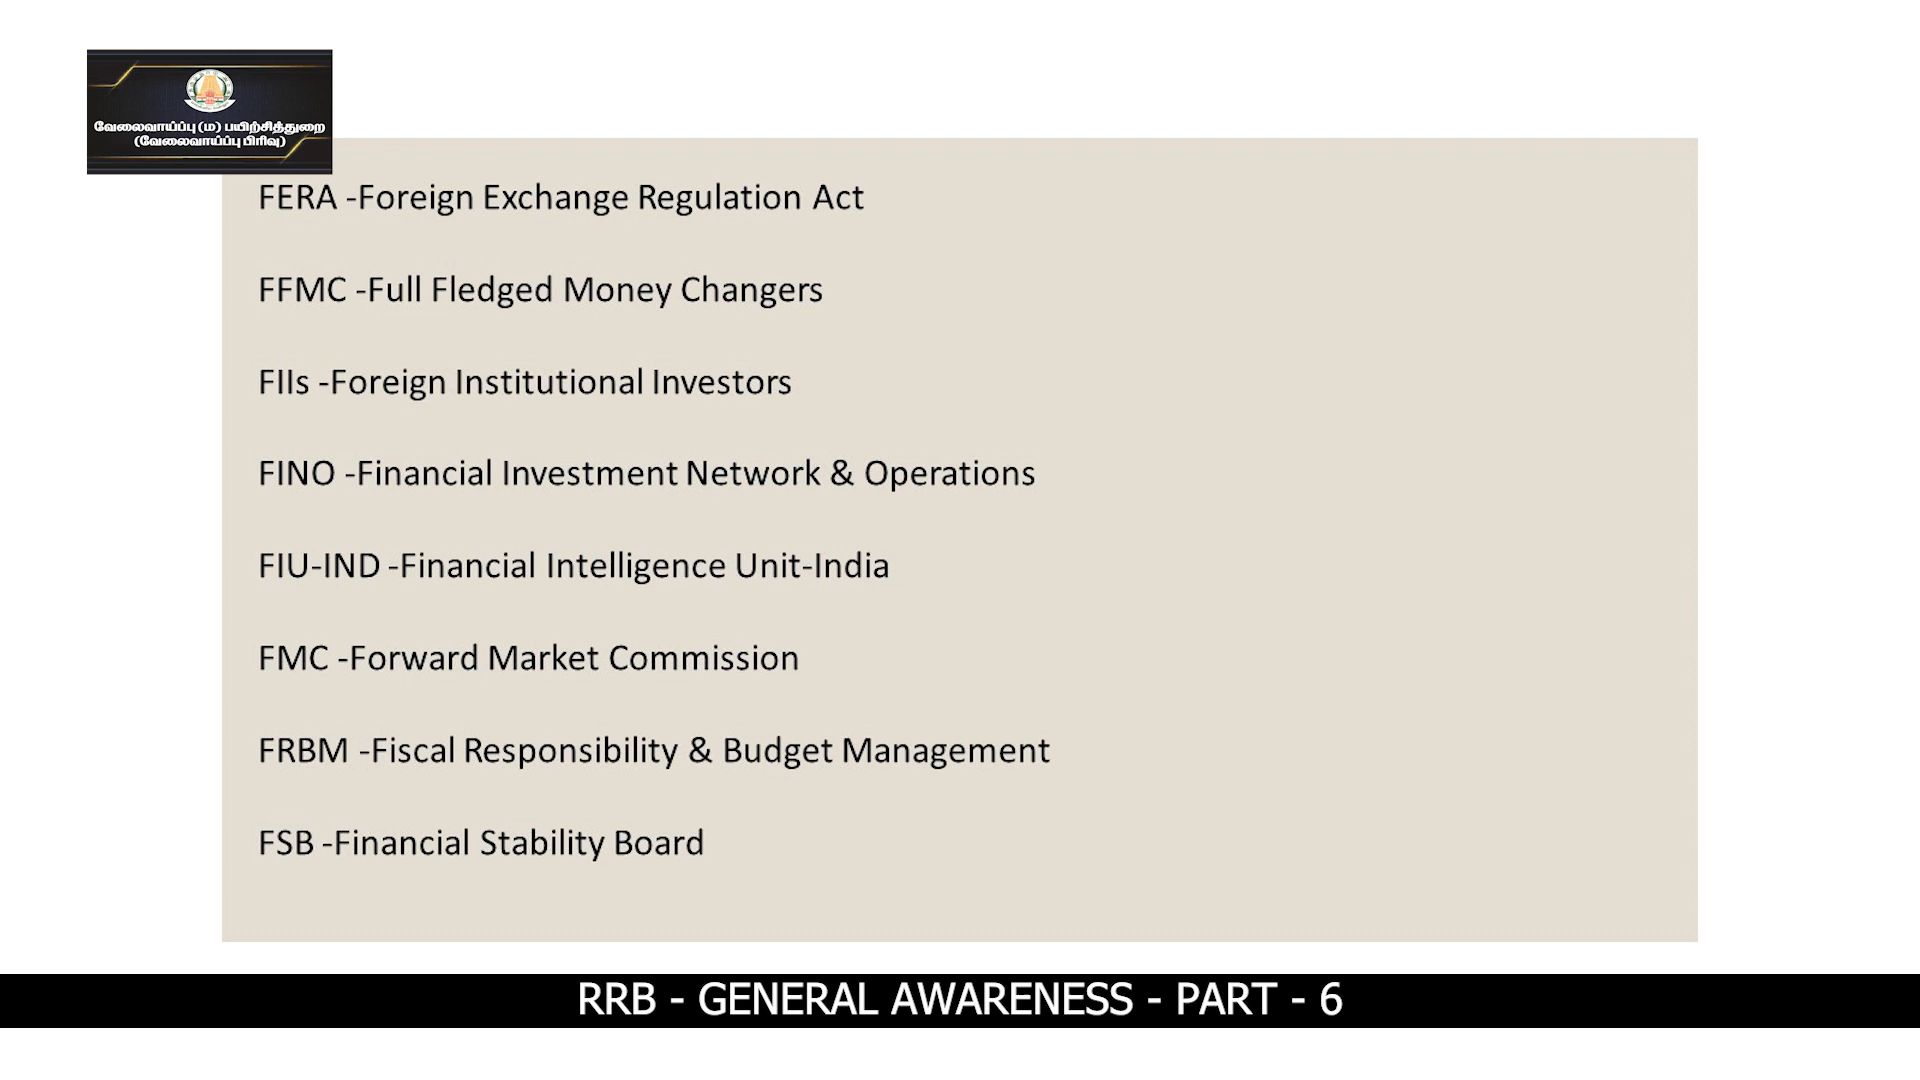 வேலைவாய்ப்பு (ம) பயிற்சித்துறை
(வேலைவாய்ப்பு பிரிவு)
FERA -Foreign Exchange Regulation Act
FFMC -Full Fledged Money Changers
FIIs -Foreign Institutional Investors
FINO -Financial Investment Network & Operations
FIU-IND -Financial Intelligence Unit-India
FMC -Forward Market Commission
FRBM -Fiscal Responsibility & Budget Management
FSB -Financial Stability Board
RRB - GENERAL AWARENESS - PART - 6